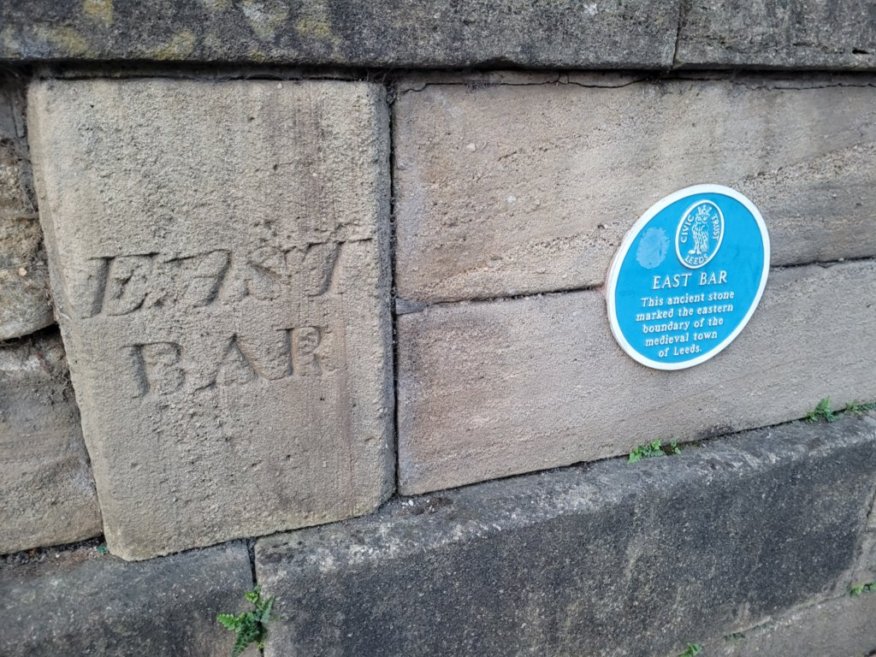 EAST
BAR
CIVIC TRUST
LEEDS
EAST BAR
This ancient stone
marked the eastern
boundary of the
medieval town
of Leeds.